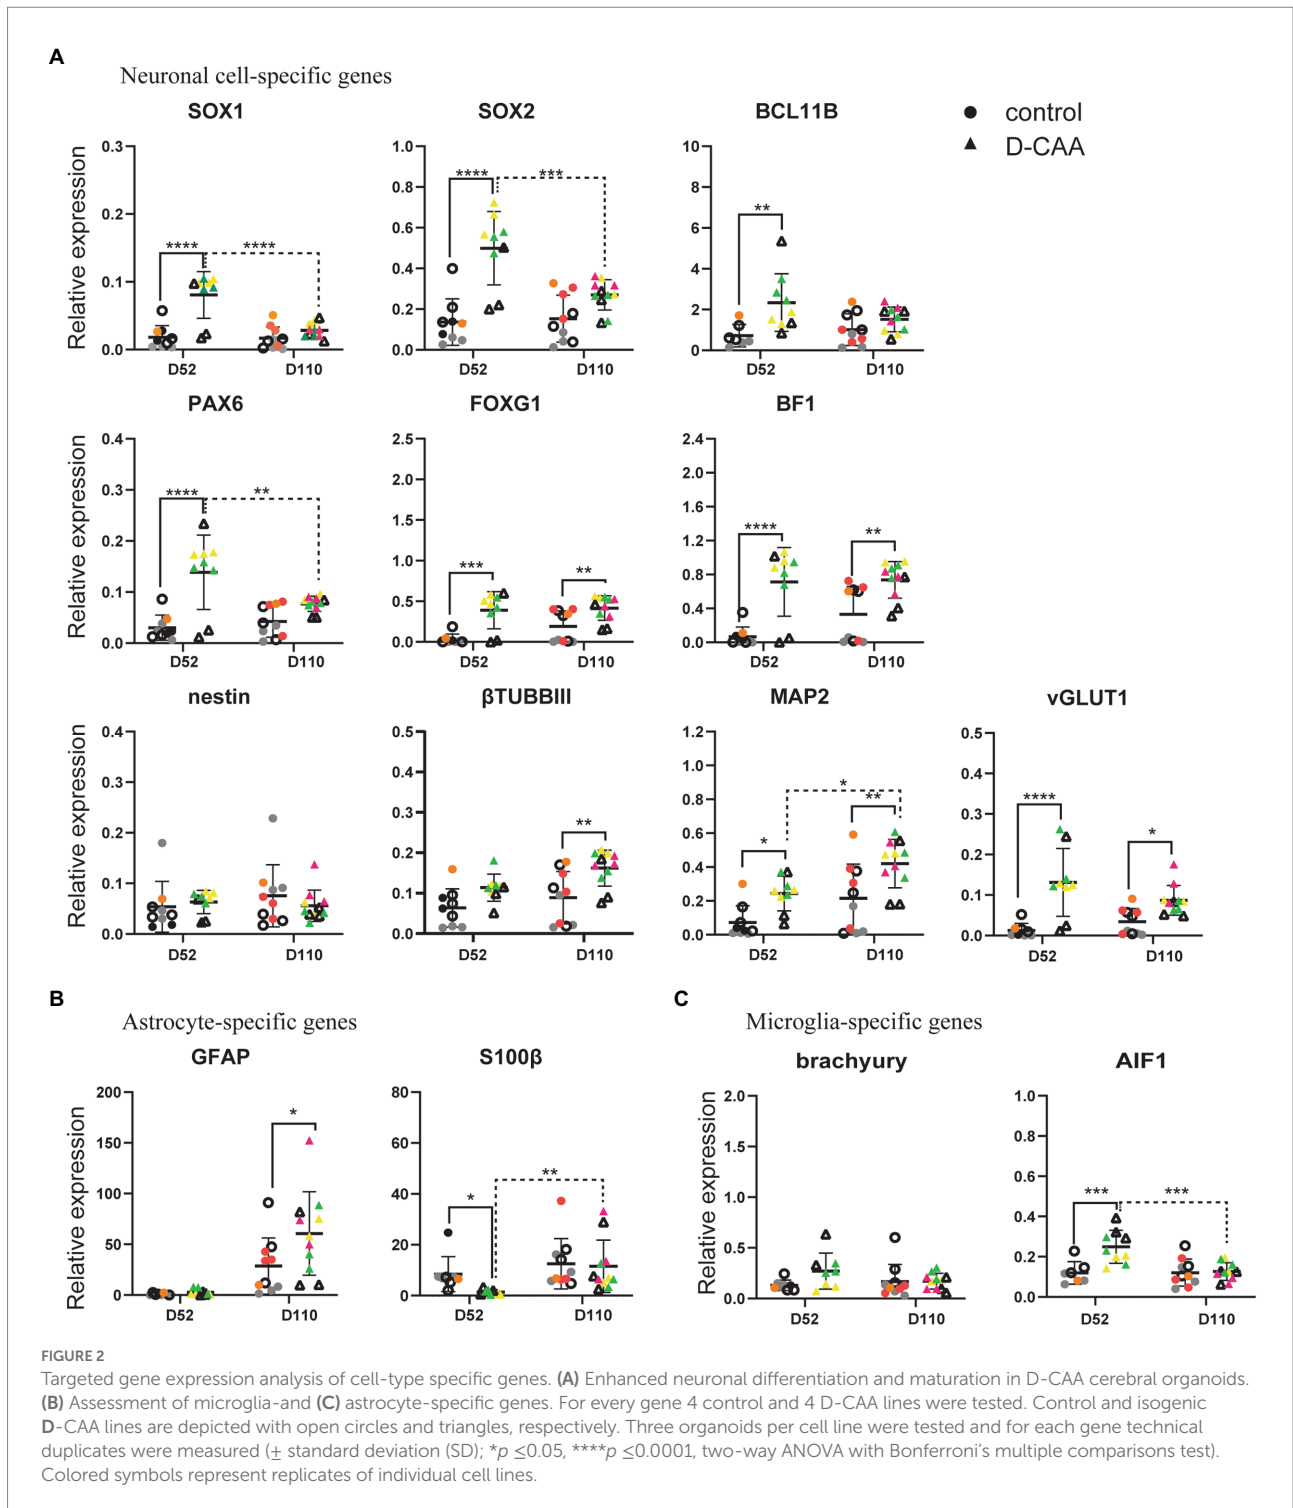 A
Neuronal cell-specific genes
SOX1
SOX2
BCL11B
control
D-CAA
Relative expression
0.3
0.2
0.1
0.0
**** ****
D52 D110
1.0
0.8
0.6
0.4
0.2
0.0
**** ***
D52 D110
10
8
6
4
2
0
**
D52 D110
PAX6
FOXG1
BF1
Relative expression
0.4
0.3
0.2
0.1
0.0
**** **
D52 D110
2.5
2.0
1.5
1.0
0.5
0.0
*** **
D52 D110
2.4
2.0
1.6
1.2
0.8
0.4
0.0
**** **
D52 D110
nestin
βTUBBIII
MAP2
vGLUT1
Relative expression
0.4
0.3
0.2
0.1
0.0
D52 D110
0.5
0.4
0.3
0.2
0.1
0.0
**
D52 D110
1.2
1.0
0.8
0.6
0.4
0.2
0.0
* * **
D52 D110
0.5
0.4
0.3
0.2
0.1
0.0
**** *
D52 D110
B
Astrocyte-specific genes
GFAP
S100β
Relative expression
200
150
100
50
0
*
D52 D110
80
60
40
20
0
* **
D52 D110
C
Microglia-specific genes
brachyury
AIF1
Relative expression
2.0
1.5
1.0
0.5
0.0
D52 D110
1.0
0.8
0.6
0.4
0.2
0.0
*** ***
D52 D110
FIGURE 2
Targeted gene expression analysis of cell-type specific genes. (A) Enhanced neuronal differentiation and maturation in D-CAA cerebral organoids.
(B) Assessment of microglia-and (C) astrocyte-specific genes. For every gene 4 control and 4 D-CAA lines were tested. Control and isogenic
D-CAA lines are depicted with open circles and triangles, respectively. Three organoids per cell line were tested and for each gene technical
duplicates were measured (± standard deviation (SD); *p ≤0.05, ****p ≤0.0001, two-way ANOVA with Bonferroni's multiple comparisons test).
Colored symbols represent replicates of individual cell lines.